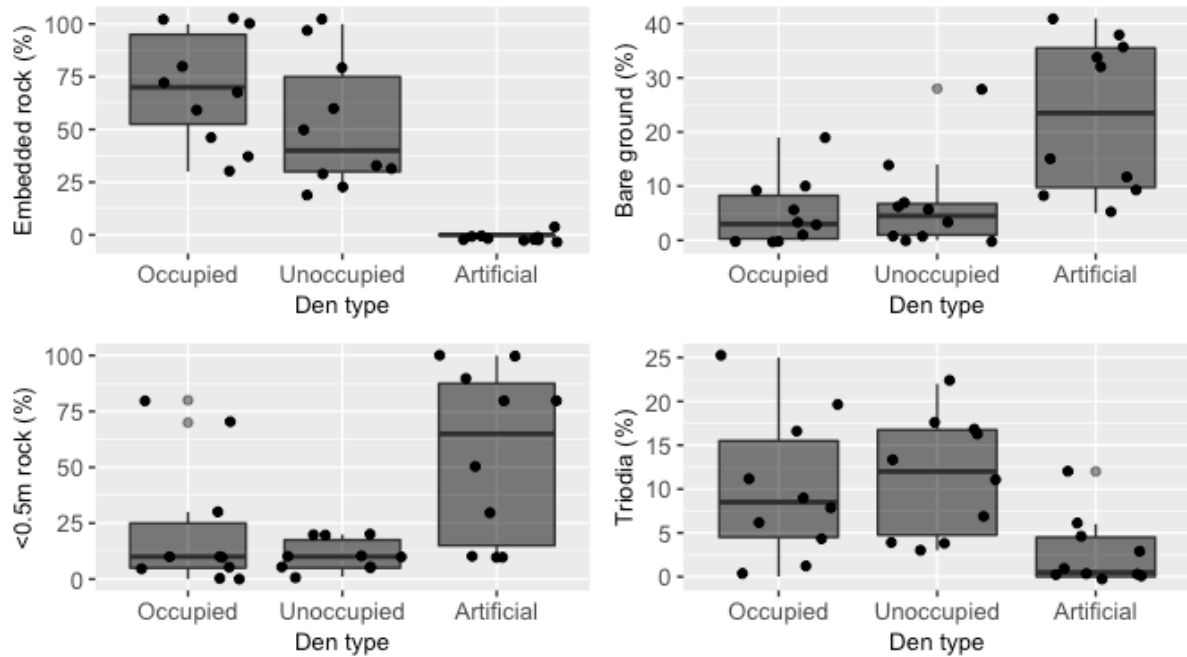 Embedded rock (%)
100
75
50
25
0
Occupied Unoccupied Artificial
Den type
Bare ground (%)
40
30
20
10
0
Occupied Unoccupied Artificial
Den type
<0.5m rock (%)
100
75
50
25
0
Occupied Unoccupied Artificial
Den type
Triodia (%)
25
20
15
10
5
0
Occupied Unoccupied Artificial
Den type